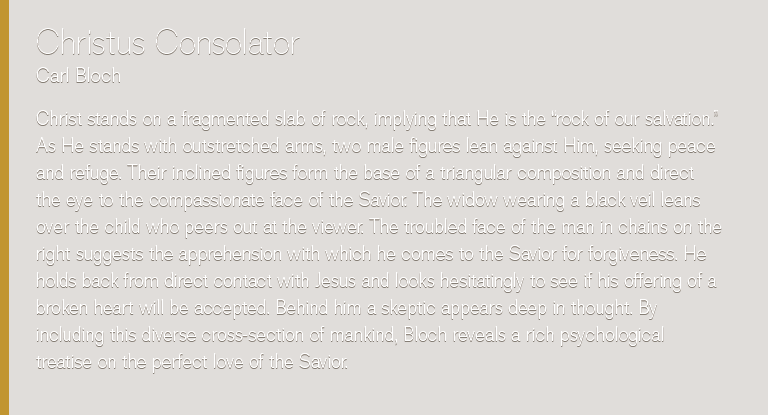 Christus Consolator
Carl Bloch
Christ stands on a fragmented slab of rock, implying that He is the “rock of our salvation.”
As He stands with outstretched arms, two male figures lean against Him, seeking peace
and refuge. Their inclined figures form the base of a triangular composition and direct
the eye to the compassionate face of the Savior. The widow wearing a black veil leans
over the child who peers out at the viewer. The troubled face of the man in chains on the
right suggests the apprehension with which he comes to the Savior for forgiveness. He
holds back from direct contact with Jesus and looks hesitatingly to see if his offering of a
broken heart will be accepted. Behind him a skeptic appears deep in thought. By
including this diverse cross-section of mankind, Bloch reveals a rich psychological
treatise on the perfect love of the Savior.